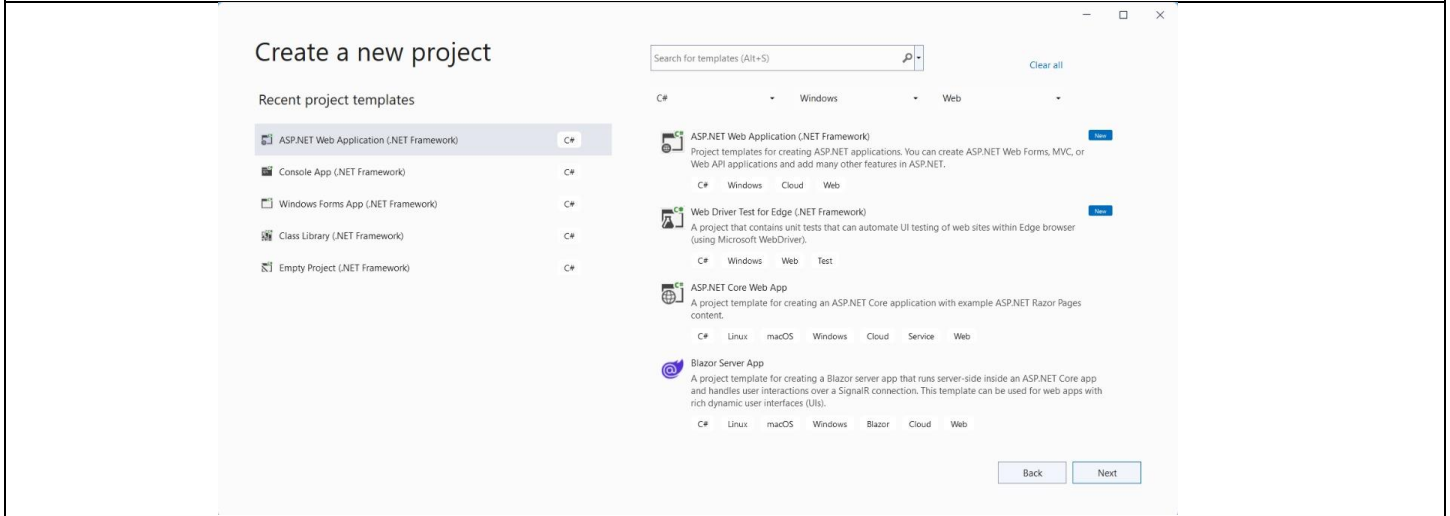 Create a new project
Recent project templates
ASP.NET Web Application (.NET Framework) C#
Console App (.NET Framework) C#
Windows Forms App (.NET Framework) C#
Class Library (.NET Framework) C#
Empty Project (.NET Framework) C#
Search for templates (Alt+S)
Clear all
C# Windows Web
ASP.NET Web Application (.NET Framework) New
Project templates for creating ASP.NET applications. You can create ASP.NET Web Forms, MVC, or
Web API applications and add many other features in ASP.NET.
C# Windows Cloud Web
Web Driver Test for Edge (.NET Framework) New
A project that contains unit tests that can automate UI testing of web sites within Edge browser
(using Microsoft WebDriver).
C# Windows Web Test
ASP.NET Core Web App
A project template for creating an ASP.NET Core application with example ASP.NET Razor Pages
content.
C# Linux macOS Windows Cloud Service Web
Blazor Server App
A project template for creating a Blazor server app that runs server-side inside an ASP.NET Core app
and handles user interactions over a SignalR connection. This template can be used for web apps with
rich dynamic user interfaces (UIs).
C# Linux macOS Windows Blazor Cloud Web
Back Next